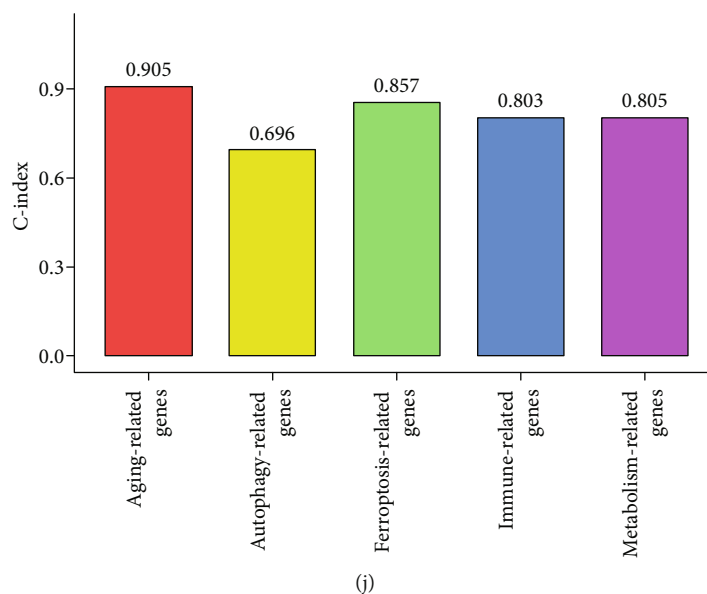 0.905
0.696
0.857
0.803
0.805
C-index
0.9
0.6
0.3
0.0
Aging-related
genes
Autophagy-related
genes
Ferroptosis-related
genes
Immune-related
genes
Metabolism-related
genes
(j)